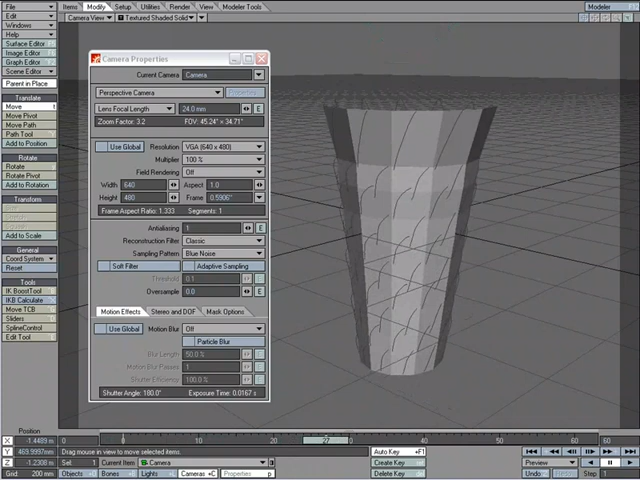 File
Items
Modify
Setup
Utilities
Render
View
Modeler Tools
Modeler
Edit
Camera View
Textured Shaded Solid
Windows
Help
Surface Editor
Image Editor
Graph Editor
Scene Editor
Parent in Place
Translate
Move t
Move Pivot
Move Path
Path Tool
Add to Position
Rotate
Rotate
Rotate Pivot
Add to Rotation
Transform
Add to Scale
General
Coord System
Reset
Tools
IK BoostTool
IKB Calculate
Move TCB
Sliders
SplineControl
Edit Tool
Camera Properties
Current Camera Camera
Perspective Camera Properties
Lens Focal Length 24.0 mm E
Zoom Factor: 3.2 FOV: 45.24° × 34.71°
Use Global Resolution VGA (640 x 480)
Multiplier 100 %
Field Rendering Off
Width 640 Aspect 1.0
Height 480 Frame 0.5906"
Frame Aspect Ratio: 1.333 Segments: 1
Antialiasing 1 E
Reconstruction Filter Classic
Sampling Pattern Blue Noise
Soft Filter Adaptive Sampling
Threshold 0.1
Oversample 0.0 E
Motion Effects Stereo and DOF Mask Options
Use Global Motion Blur Off
Particle Blur
Blur Length 50.0 %
Motion Blur Passes 1
Shutter Efficiency 100.0 %
Shutter Angle: 180.0° Exposure Time: 0.0167 s
Position
X -1.4489 m
Y 469.9997mm
Z -1.2308 m
Grid: 200 mm
0 0 10 20 27 30 40 50 60 60
Drag mouse in view to move selected items.
Sel: 1 Current Item Camera
Objects +O Bones +B Lights +L Cameras +C Properties p
Auto Key +F1
Create Key
Delete Key
Preview
Undo Redo Step 1